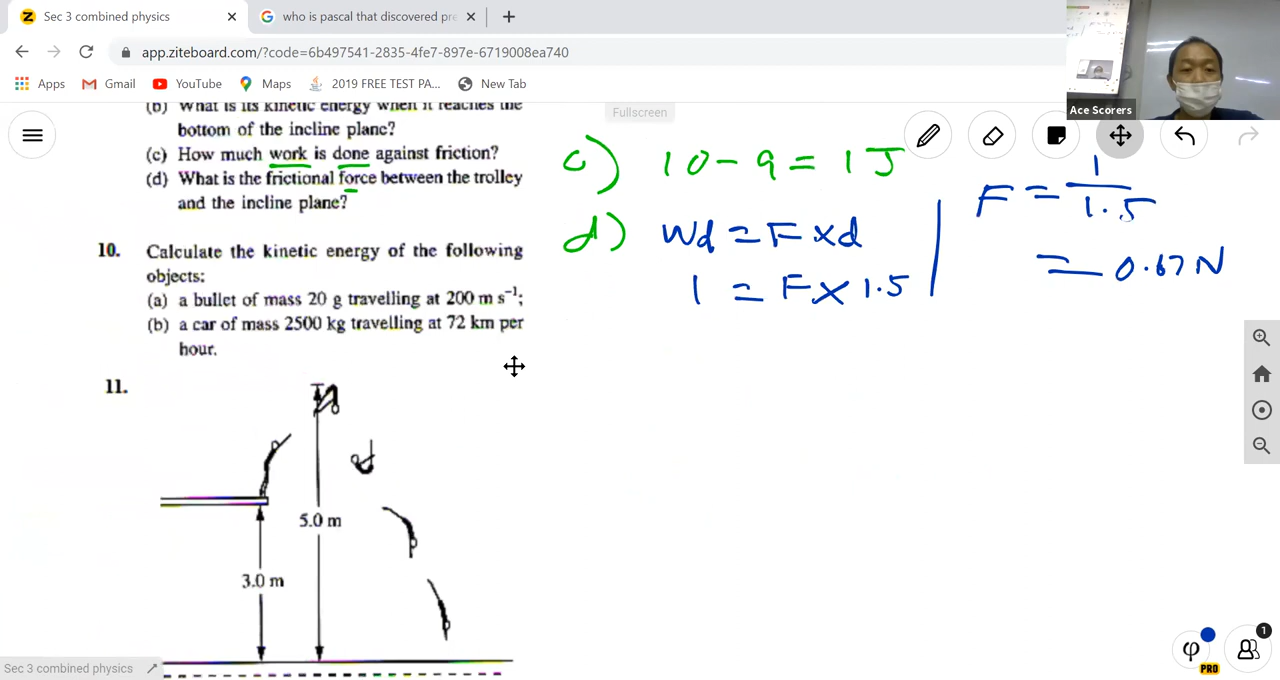 Sec 3 combined physics
who is pascal that discovered pre
app.ziteboard.com/?code=6b497541-2835-4fe7-897e-6719008ea740
Apps
Gmail
YouTube
Maps
2019 FREE TEST PA...
New Tab
Ace Scorers
Fullscreen
(b) What is its kinetic energy when it reaches the
bottom of the incline plane?
(c) How much work is done against friction?
(d) What is the frictional force between the trolley
and the incline plane?
10. Calculate the kinetic energy of the following
objects:
(a) a bullet of mass 20 g travelling at 200 m s⁻¹;
(b) a car of mass 2500 kg travelling at 72 km per
hour.
11.
5.0 m
3.0 m
c) 10 - 9 = 1 J
d) Wd = F x d
1 = F x 1.5
F = 1/1.5
= 0.67 N
Sec 3 combined physics
φ
PRO
1